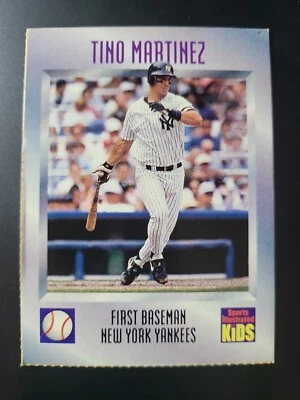 TINO MARTINEZ
NY
FIRST BASEMAN
NEW YORK YANKEES
Sports
Illustrated
KIDS